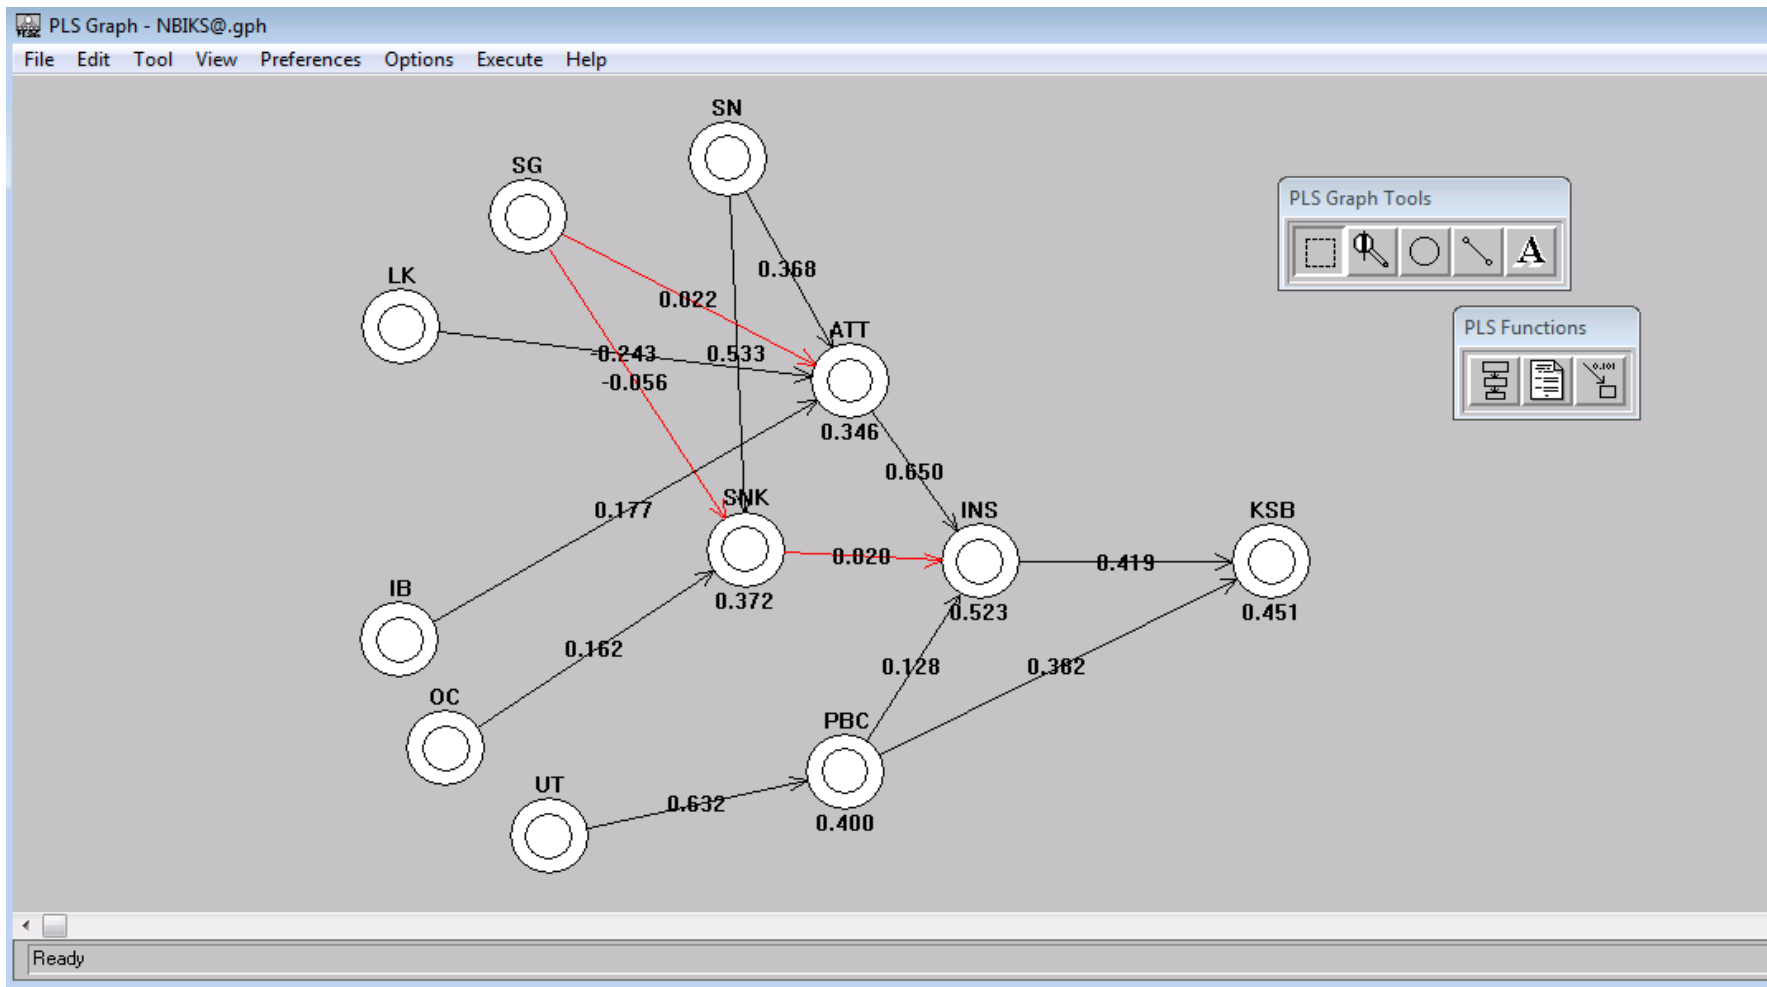 PLS Graph - NBIKS@.gph
File Edit Tool View Preferences Options Execute Help
SN
SG
PLS Graph Tools
A
0.368
LK
0.022
PLS Functions
ATT
-0.243
0.533
0.101
-0.056
0.346
0.650
SNK
0.177
INS
KSB
0.020
0.419
IB
0.372
0.523
0.451
0.162
0.128
0.382
OC
PBC
UT
0.632
0.400
Ready